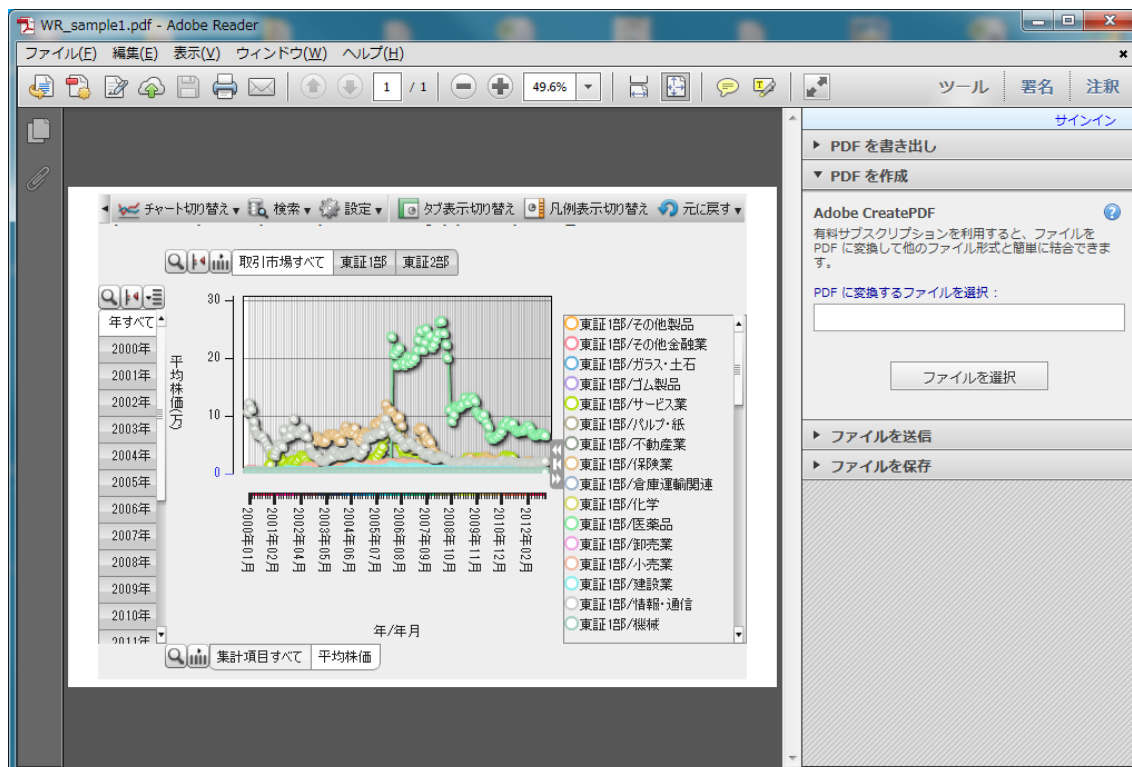 WR_sample1.pdf - Adobe Reader
ファイル(F) 編集(E) 表示(V) ウィンドウ(W) ヘルプ(H)
1 / 1 49.6% ツール 署名 注釈
サインイン
PDF を書き出し
PDF を作成
Adobe CreatePDF
有料サブスクリプションを利用すると、ファイルを
PDF に変換して他のファイル形式と簡単に結合できま
す。
PDF に変換するファイルを選択：
ファイルを選択
ファイルを送信
ファイルを保存
チャート切り替え 検索 設定 タブ表示切り替え 凡例表示切り替え 元に戻す
取引市場すべて 東証1部 東証2部
年すべて
2000年
2001年
2002年
2003年
2004年
2005年
2006年
2007年
2008年
2009年
2010年
2011年
平均株価(万)
30
20
10
0
2000年01月
2001年02月
2002年04月
2003年05月
2004年06月
2005年07月
2006年08月
2007年09月
2008年10月
2009年11月
2010年12月
2012年02月
年/年月
東証1部/その他製品
東証1部/その他金融業
東証1部/ガラス・土石
東証1部/ゴム製品
東証1部/サービス業
東証1部/パルプ・紙
東証1部/不動産業
東証1部/保険業
東証1部/倉庫運輸関連
東証1部/化学
東証1部/医薬品
東証1部/卸売業
東証1部/小売業
東証1部/建設業
東証1部/情報・通信
東証1部/機械
集計項目すべて 平均株価